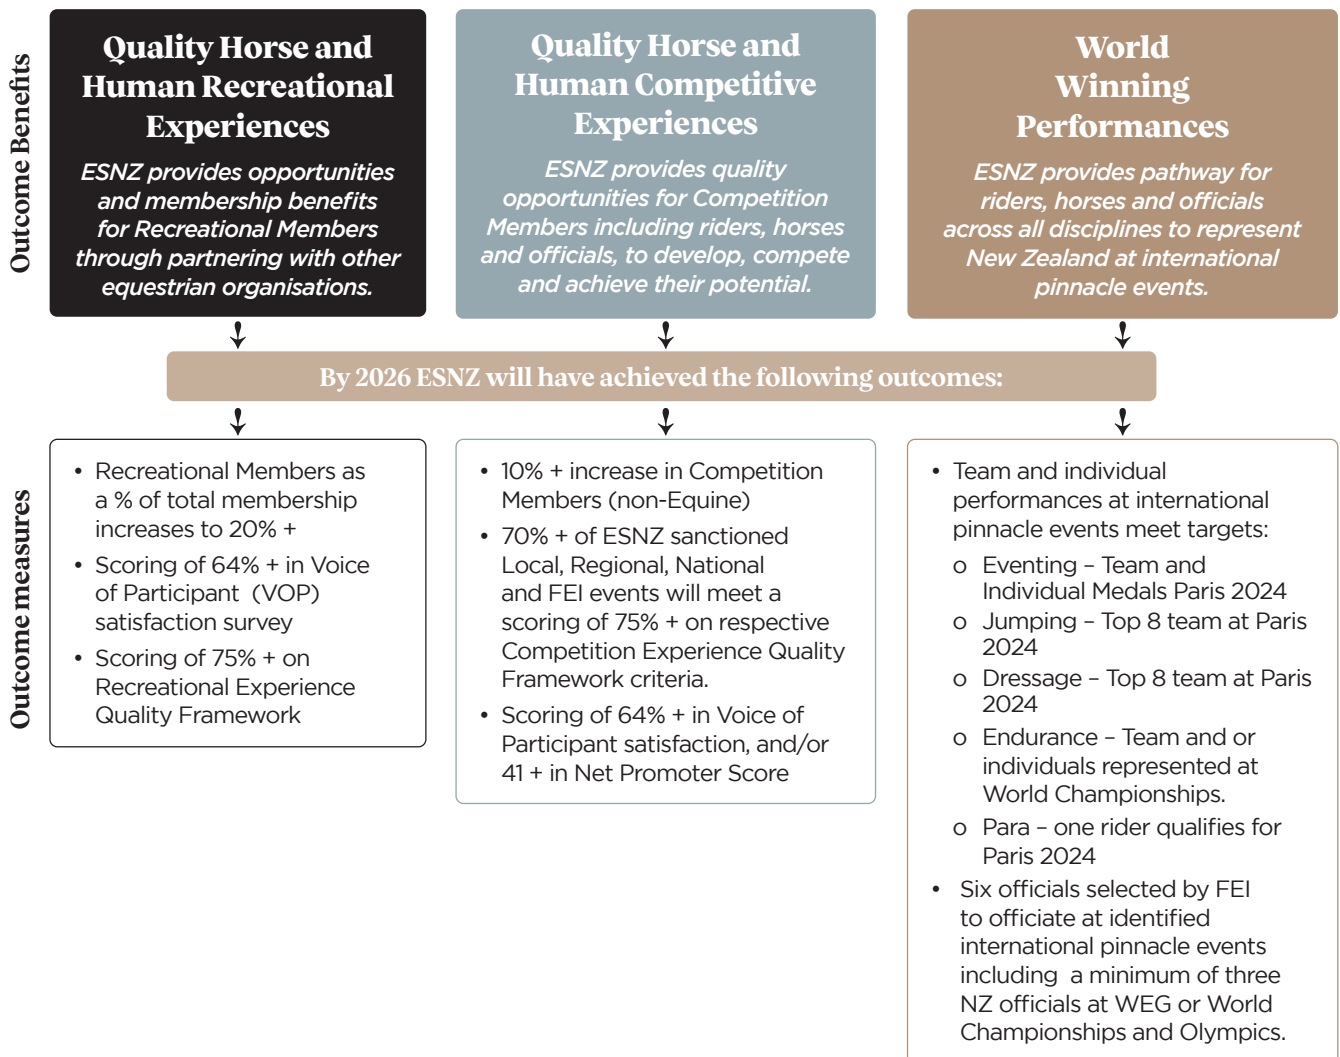 Outcome Benefits
Quality Horse and
Human Recreational
Experiences
ESNZ provides opportunities
and membership benefits
for Recreational Members
through partnering with other
equestrian organisations.
Quality Horse and
Human Competitive
Experiences
ESNZ provides quality
opportunities for Competition
Members including riders, horses
and officials, to develop, compete
and achieve their potential.
World
Winning
Performances
ESNZ provides pathway for
riders, horses and officials
across all disciplines to represent
New Zealand at international
pinnacle events.
By 2026 ESNZ will have achieved the following outcomes:
Outcome measures
• Recreational Members as
a % of total membership
increases to 20% +
• Scoring of 64% + in Voice
of Participant (VOP)
satisfaction survey
• Scoring of 75% + on
Recreational Experience
Quality Framework
• 10% + increase in Competition
Members (non-Equine)
• 70% + of ESNZ sanctioned
Local, Regional, National
and FEI events will meet a
scoring of 75% + on respective
Competition Experience Quality
Framework criteria.
• Scoring of 64% + in Voice of
Participant satisfaction, and/or
41 + in Net Promoter Score
• Team and individual
performances at international
pinnacle events meet targets:
o Eventing – Team and
Individual Medals Paris 2024
o Jumping – Top 8 team at Paris
2024
o Dressage – Top 8 team at Paris
2024
o Endurance – Team and or
individuals represented at
World Championships.
o Para – one rider qualifies for
Paris 2024
• Six officials selected by FEI
to officiate at identified
international pinnacle events
including a minimum of three
NZ officials at WEG or World
Championships and Olympics.